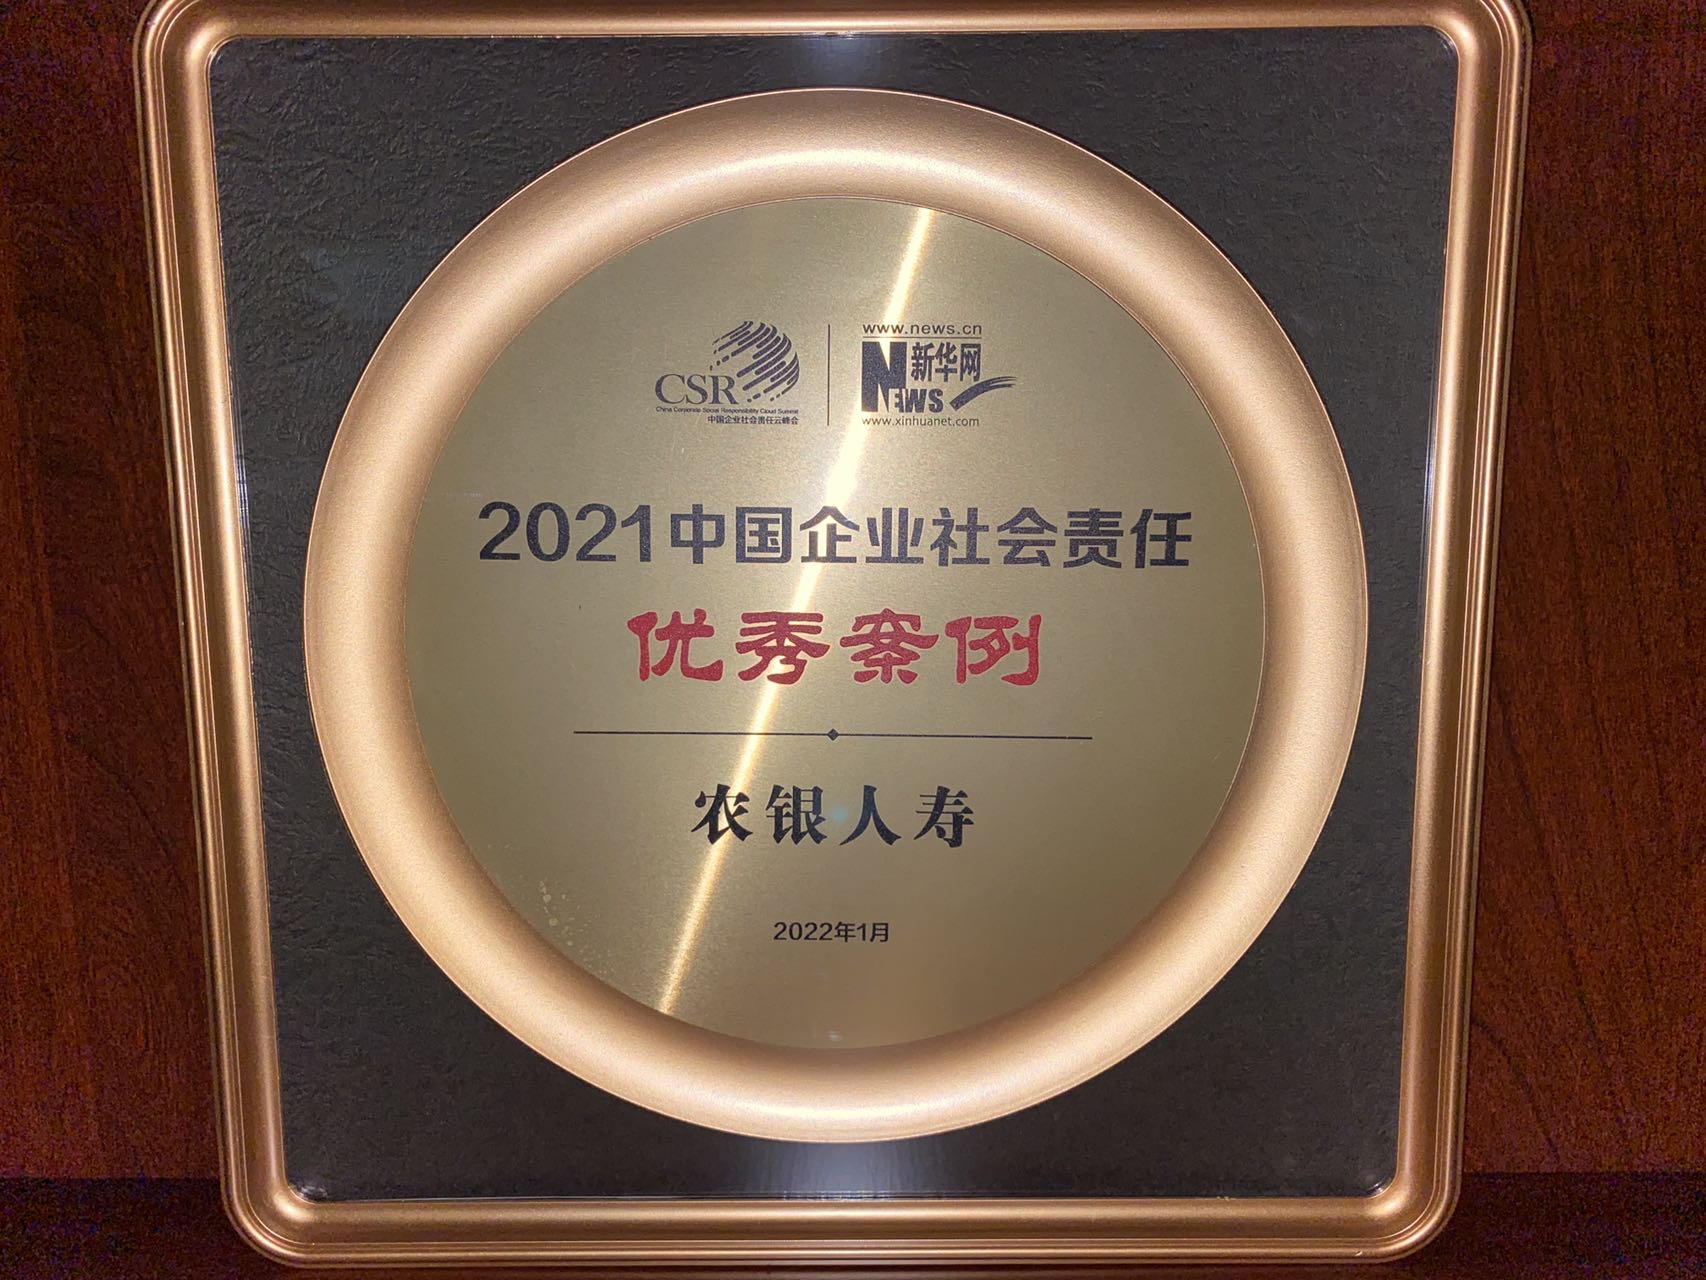 CSR
China Corporate Social Responsibility Cloud Summit
中国企业社会责任云峰会
www.news.cn
新华网
NEWS
www.xinhuanet.com
2021中国企业社会责任
优秀案例
农银人寿
2022年1月